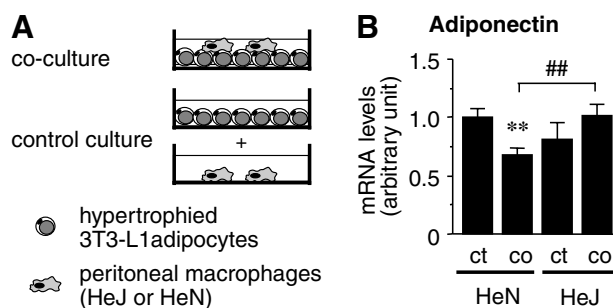 A
co-culture
control culture
+
hypertrophied
3T3-L1adipocytes
peritoneal macrophages
(HeJ or HeN)
B Adiponectin
mRNA levels
(arbitrary unit)
1.5
1.0
0.5
0
**
##
ct co ct co
HeN HeJ